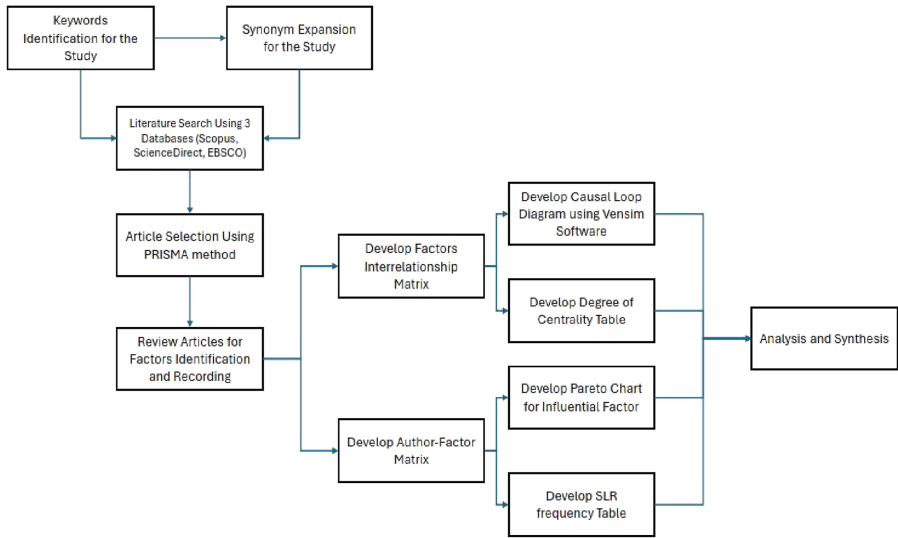 Keywords
Identification for the
Study
Synonym Expansion
for the Study
Literature Search Using 3
Databases (Scopus,
ScienceDirect, EBSCO)
Article Selection Using
PRISMA method
Review Articles for
Factors Identification
and Recording
Develop Factors
Interrelationship
Matrix
Develop Author-Factor
Matrix
Develop Causal Loop
Diagram using Vensim
Software
Develop Degree of
Centrality Table
Develop Pareto Chart
for Influential Factor
Develop SLR
frequency Table
Analysis and Synthesis